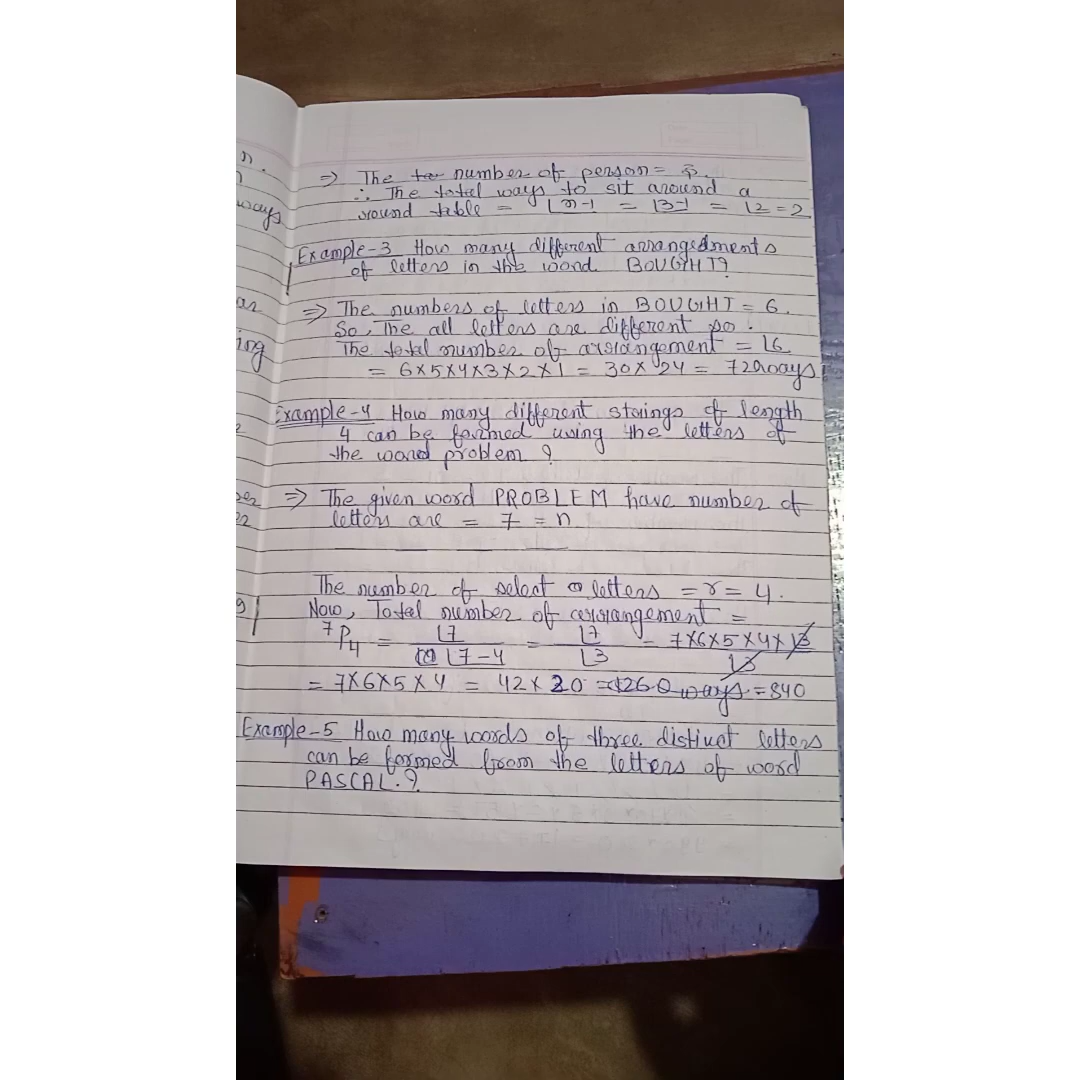 n.
ways
an
ing
⇒ The number of person = 3.
∴ The total ways to sit around a
round table = ⌊n-1 = ⌊3-1 = ⌊2 = 2
Example-3 How many different arrangedments
of letters in the word BOUGHT?
⇒ The numbers of letters in BOUGHT = 6.
So, The all letters are different so.
The total number of arrangement = ⌊6
= 6×5×4×3×2×1 = 30×24 = 720ways
Example-4 How many different strings of length
4 can be formed using the letters of
the word problem ?
⇒ The given word PROBLEM have number of
letters are = 7 = n
The number of select letters = r = 4.
Now, Total number of arrangement =
⁷P₄ = ⌊7 / ⌊7-4 = ⌊7 / ⌊3 = 7×6×5×4×⌊3 / ⌊3
= 7×6×5×4 = 42×20 = 1260 ways = 840
Example-5 How many words of three distinct letters
can be formed from the letters of word
PASCAL.?